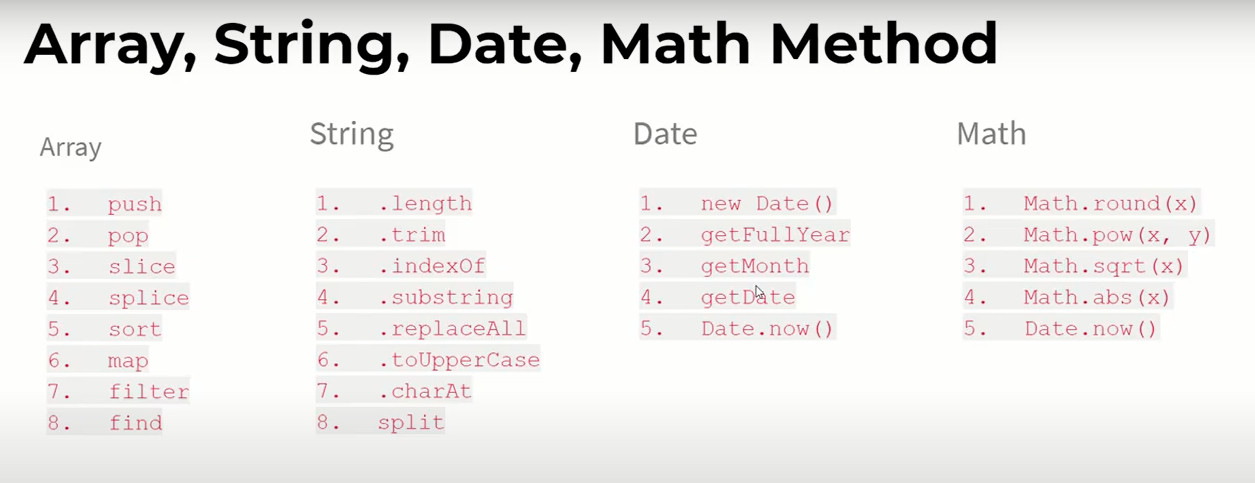 Array, String, Date, Math Method
Array
1. push
2. pop
3. slice
4. splice
5. sort
6. map
7. filter
8. find
String
1. .length
2. .trim
3. .indexOf
4. .substring
5. .replaceAll
6. .toUpperCase
7. .charAt
8. split
Date
1. new Date()
2. getFullYear
3. getMonth
4. getDate
5. Date.now()
Math
1. Math.round(x)
2. Math.pow(x, y)
3. Math.sqrt(x)
4. Math.abs(x)
5. Date.now()